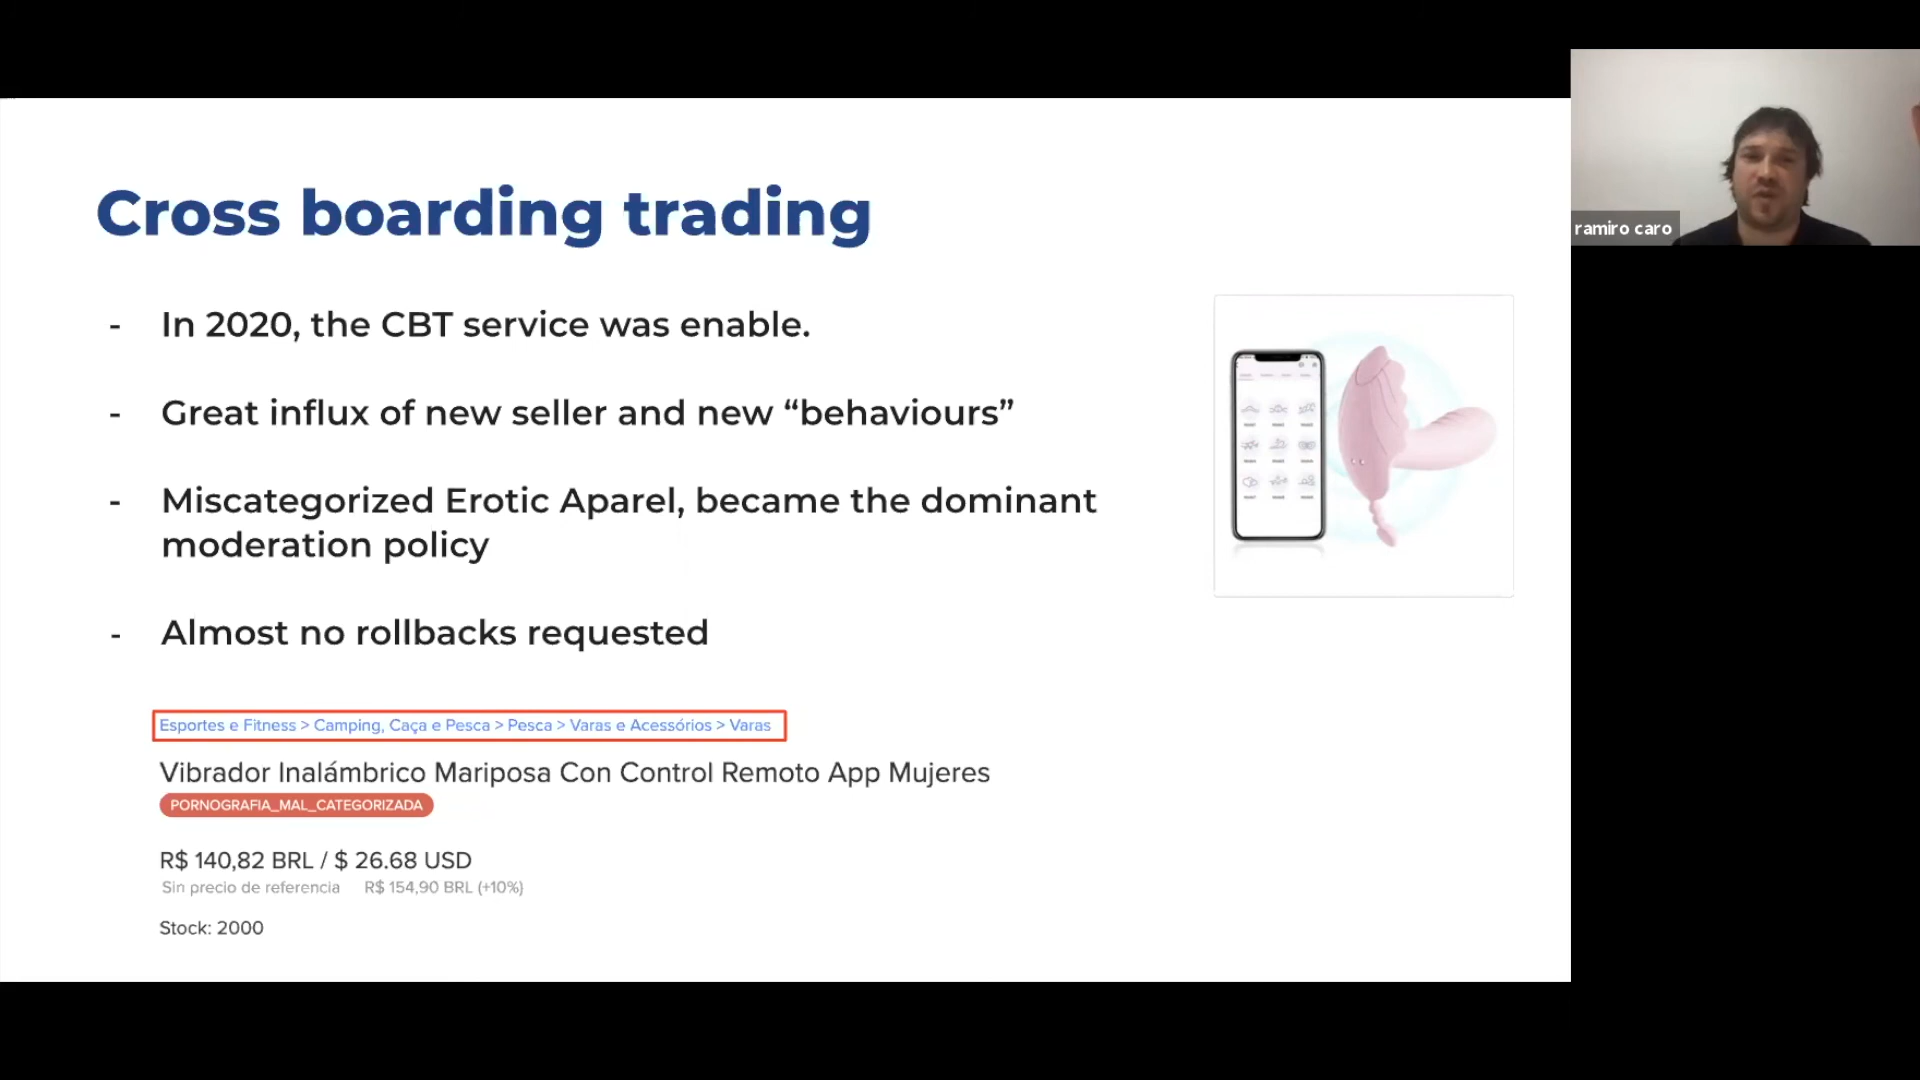 Cross boarding trading
- In 2020, the CBT service was enable.
- Great influx of new seller and new “behaviours”
- Miscategorized Erotic Aparel, became the dominant
moderation policy
- Almost no rollbacks requested
Esportes e Fitness > Camping, Caça e Pesca > Pesca > Varas e Acessórios > Varas
Vibrador Inalámbrico Mariposa Con Control Remoto App Mujeres
PORNOGRAFIA_MAL_CATEGORIZADA
R$ 140,82 BRL / $ 26.68 USD
Sin precio de referencia R$ 154,90 BRL (+10%)
Stock: 2000
ramiro caro